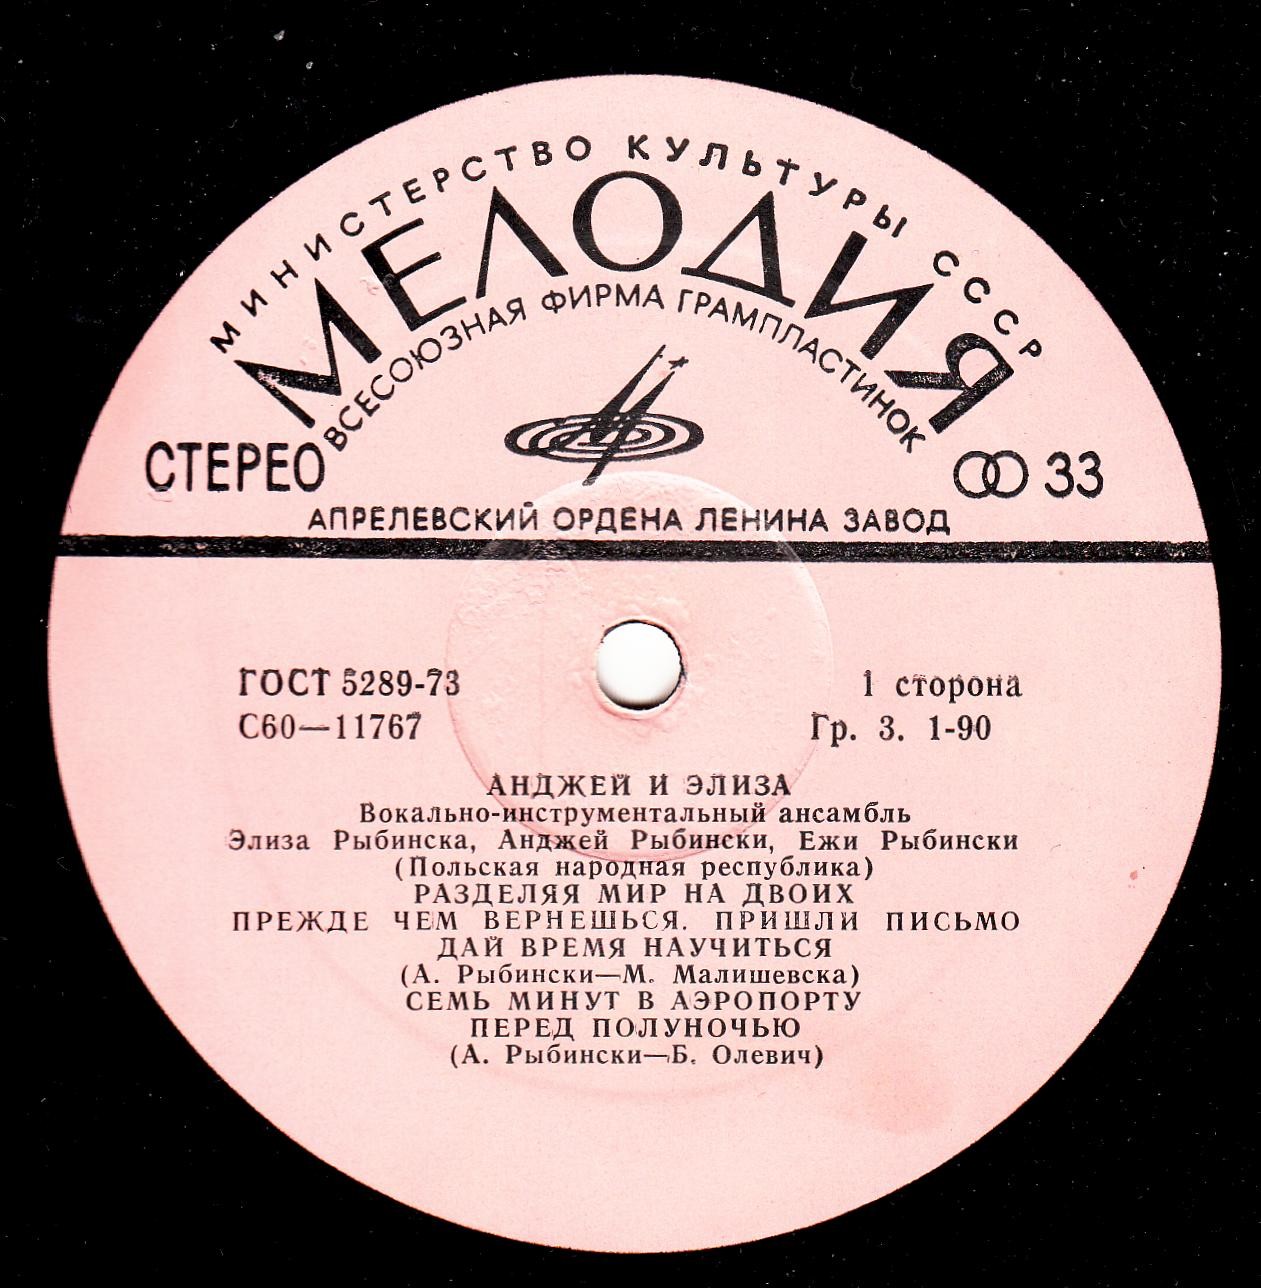 МИНИСТЕРСТВО КУЛЬТУРЫ СССР
МЕЛОДИЯ
ВСЕСОЮЗНАЯ ФИРМА ГРАМПЛАСТИНОК
СТЕРЕО
33
АПРЕЛЕВСКИЙ ОРДЕНА ЛЕНИНА ЗАВОД
ГОСТ 5289-73
1 сторона
С60—11767
Гр. 3. 1-90
АНДЖЕЙ И ЭЛИЗА
Вокально-инструментальный ансамбль
Элиза Рыбинска, Анджей Рыбински, Ежи Рыбински
(Польская народная республика)
РАЗДЕЛЯЯ МИР НА ДВОИХ
ПРЕЖДЕ ЧЕМ ВЕРНЕШЬСЯ. ПРИШЛИ ПИСЬМО
ДАЙ ВРЕМЯ НАУЧИТЬСЯ
(А. Рыбински—М. Малишевска)
СЕМЬ МИНУТ В АЭРОПОРТУ
ПЕРЕД ПОЛУНОЧЬЮ
(А. Рыбински—Б. Олевич)